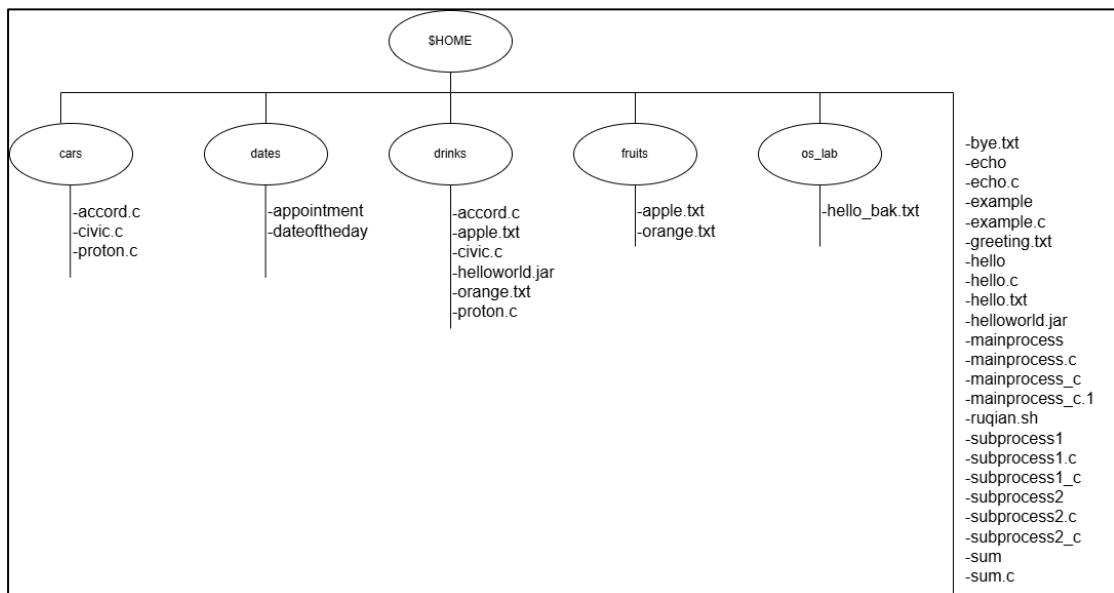 $HOME
cars
dates
drinks
fruits
os_lab
-accord.c
-civic.c
-proton.c
-appointment
-dateoftheday
-accord.c
-apple.txt
-civic.c
-helloworld.jar
-orange.txt
-proton.c
-apple.txt
-orange.txt
-hello_bak.txt
-bye.txt
-echo
-echo.c
-example
-example.c
-greeting.txt
-hello
-hello.c
-hello.txt
-helloworld.jar
-mainprocess
-mainprocess.c
-mainprocess_c
-mainprocess_c.1
-ruqian.sh
-subprocess1
-subprocess1.c
-subprocess1_c
-subprocess2
-subprocess2.c
-subprocess2_c
-sum
-sum.c